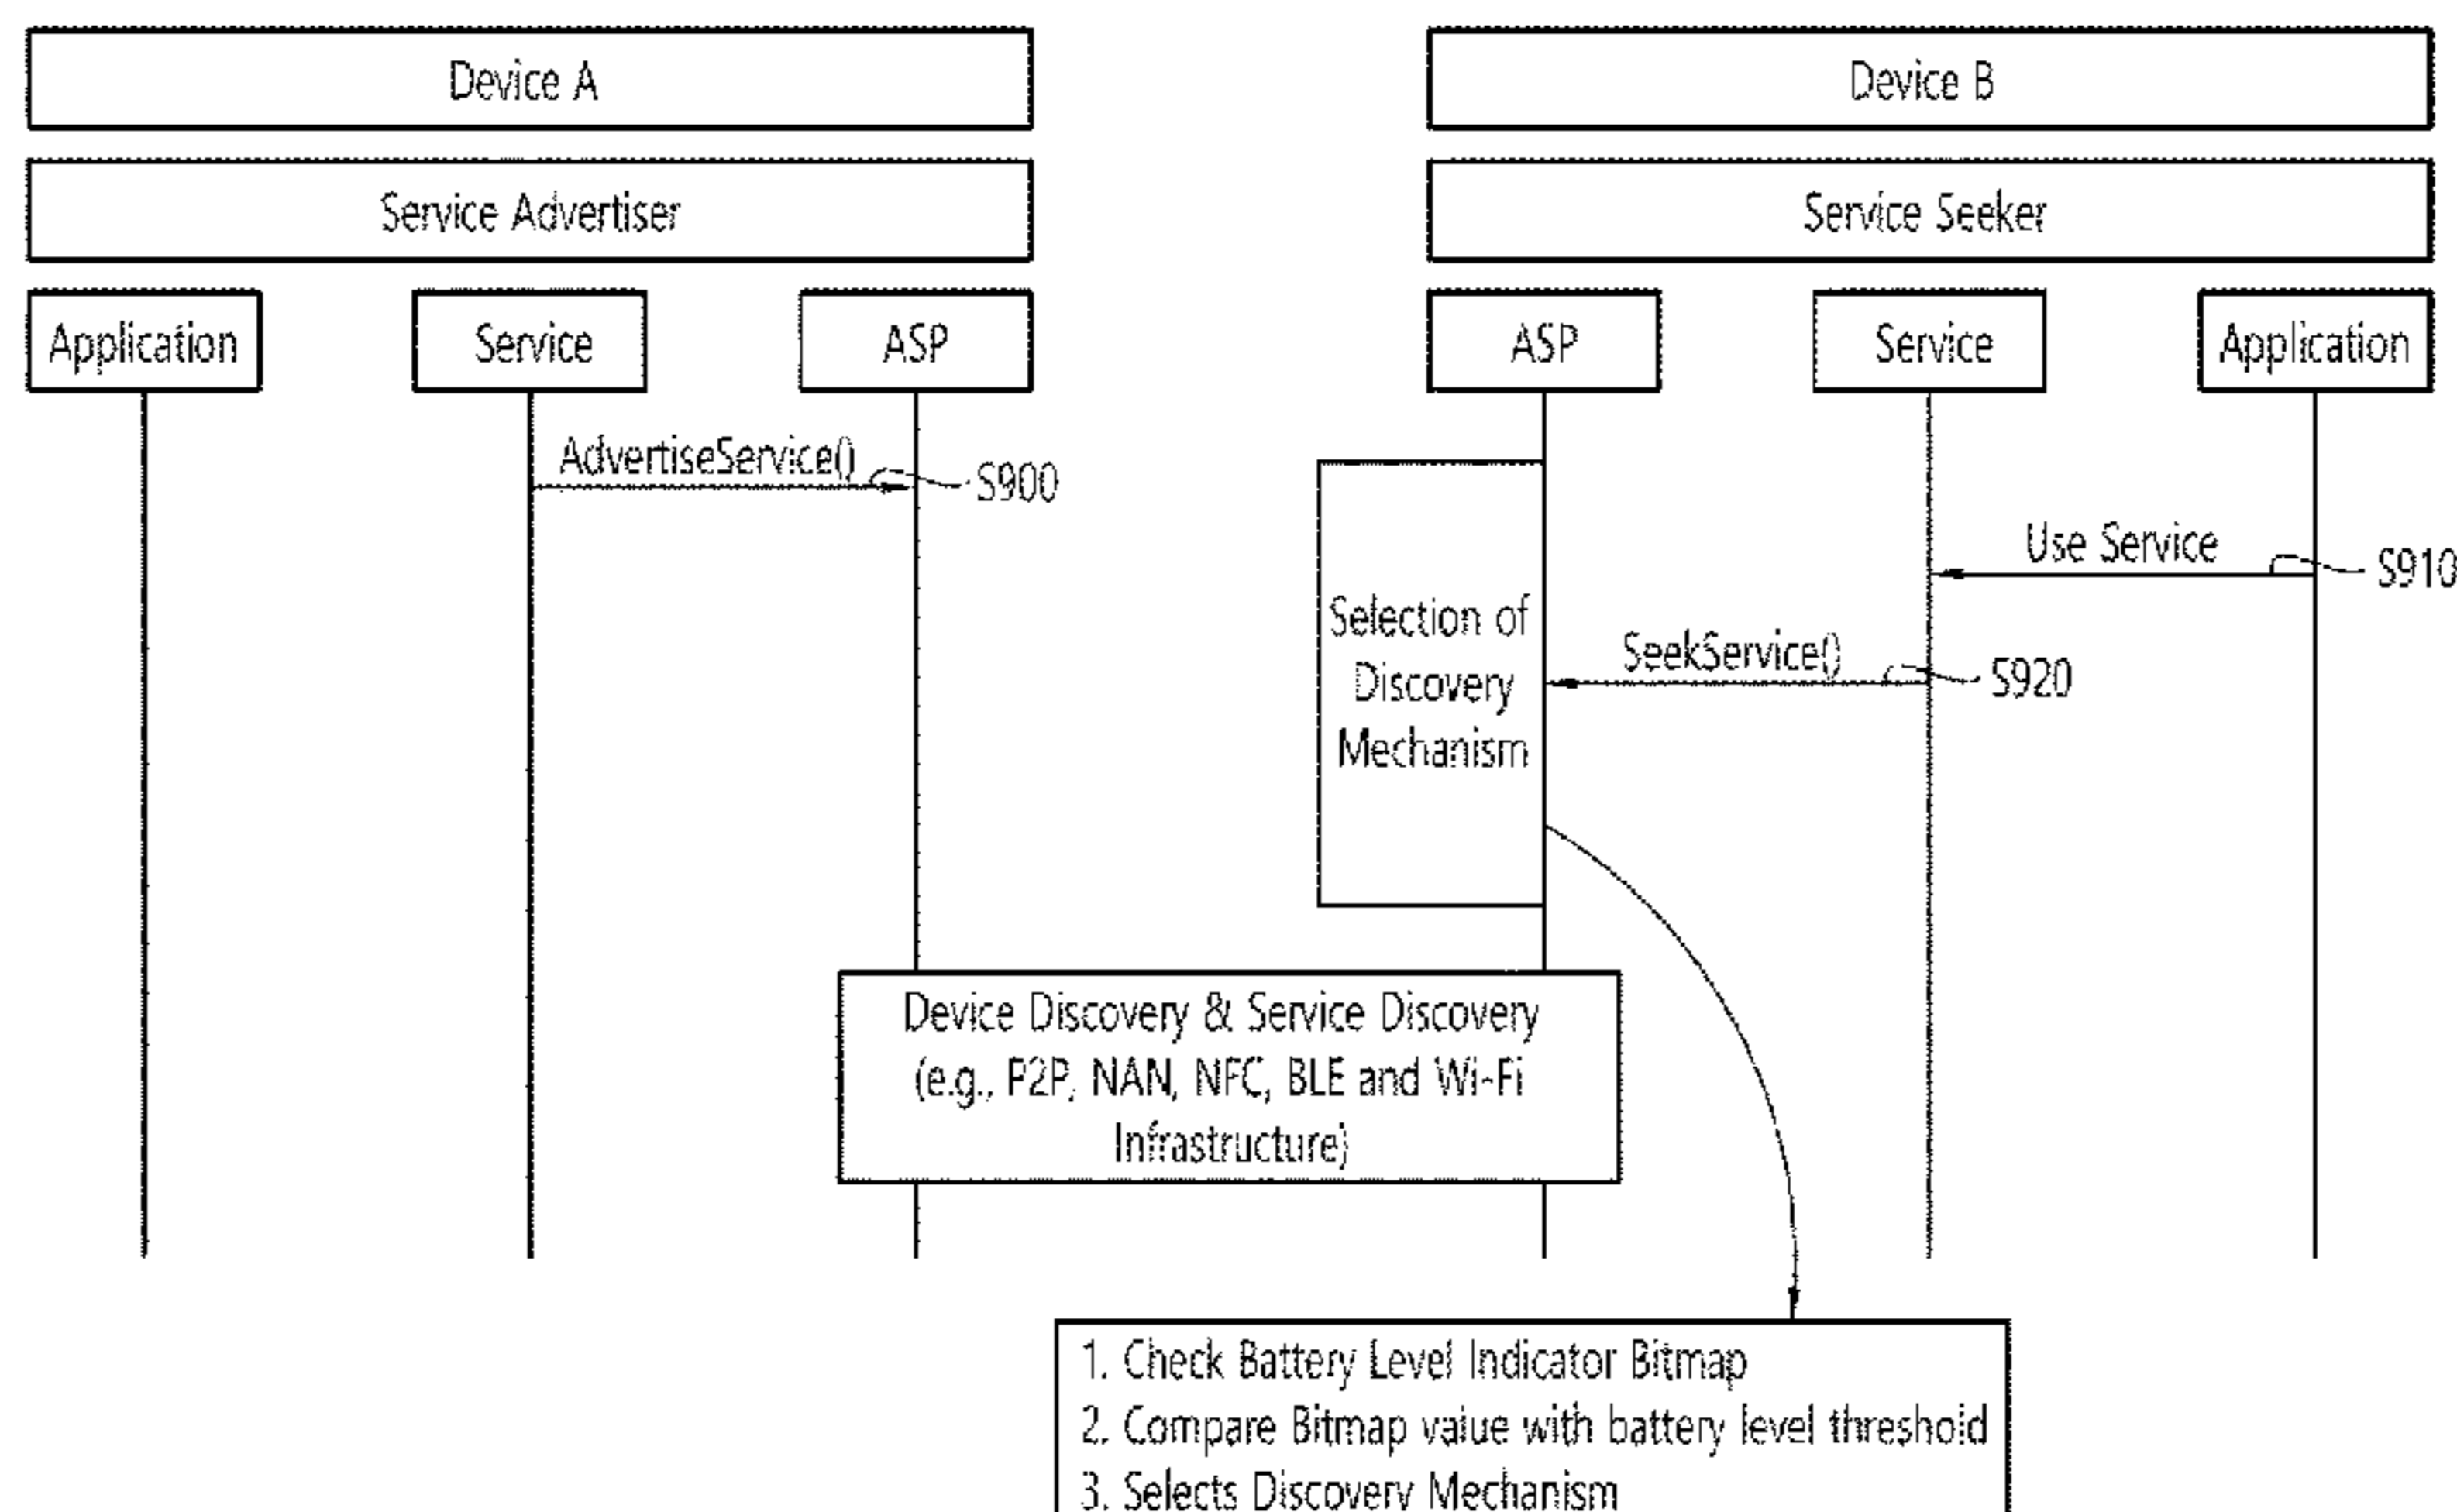 Device A
Device B
Service Advertiser
Service Seeker
Application
Service
ASP
ASP
Service
Application
AdvertiseService()
S900
Use Service
S910
Selection of
Discovery
Mechanism
SeekService()
S920
Device Discovery & Service Discovery
(e.g., P2P, NAN, NFC, BLE and Wi-Fi
Infrastructure)
1. Check Battery Level Indicator Bitmap
2. Compare Bitmap value with battery level threshold
3. Selects Discovery Mechanism